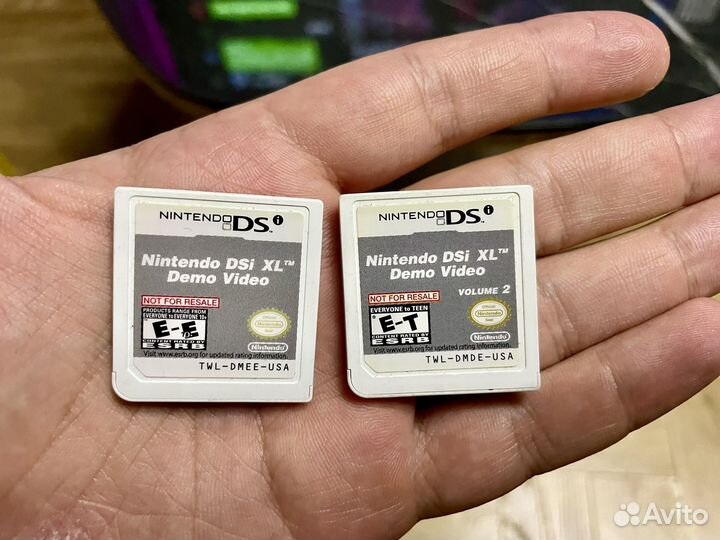 NINTENDO DSi™
Nintendo DSi XL™
Demo Video
NOT FOR RESALE
PRODUCTS RANGE FROM
EVERYONE to EVERYONE 10+
E-E 10+
CONTENT RATED BY
ESRB
Official
Nintendo
Seal
Nintendo
Visit www.esrb.org for updated rating information.
TWL-DMEE-USA
NINTENDO DSi™
Nintendo DSi XL™
Demo Video
VOLUME 2
NOT FOR RESALE
EVERYONE to TEEN
E-T
CONTENT RATED BY
ESRB
Official
Nintendo
Seal
Nintendo
Visit www.esrb.org for updated rating information.
TWL-DMDE-USA
Avito